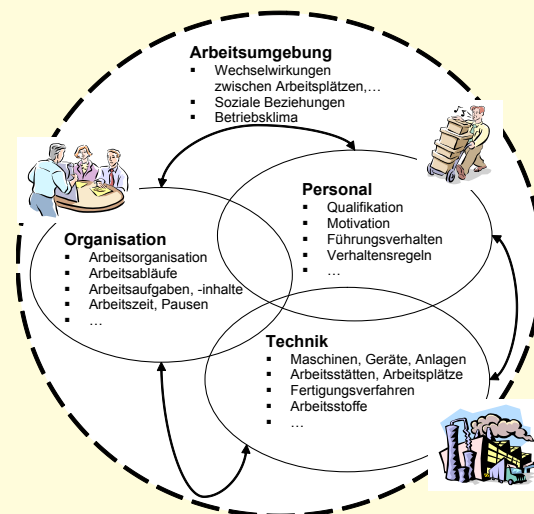 Arbeitsumgebung
▪ Wechselwirkungen
zwischen Arbeitsplätzen,…
▪ Soziale Beziehungen
▪ Betriebsklima
Personal
▪ Qualifikation
▪ Motivation
▪ Führungsverhalten
▪ Verhaltensregeln
▪ …
Organisation
▪ Arbeitsorganisation
▪ Arbeitsabläufe
▪ Arbeitsaufgaben, -inhalte
▪ Arbeitszeit, Pausen
▪ …
Technik
▪ Maschinen, Geräte, Anlagen
▪ Arbeitsstätten, Arbeitsplätze
▪ Fertigungsverfahren
▪ Arbeitsstoffe
▪ …